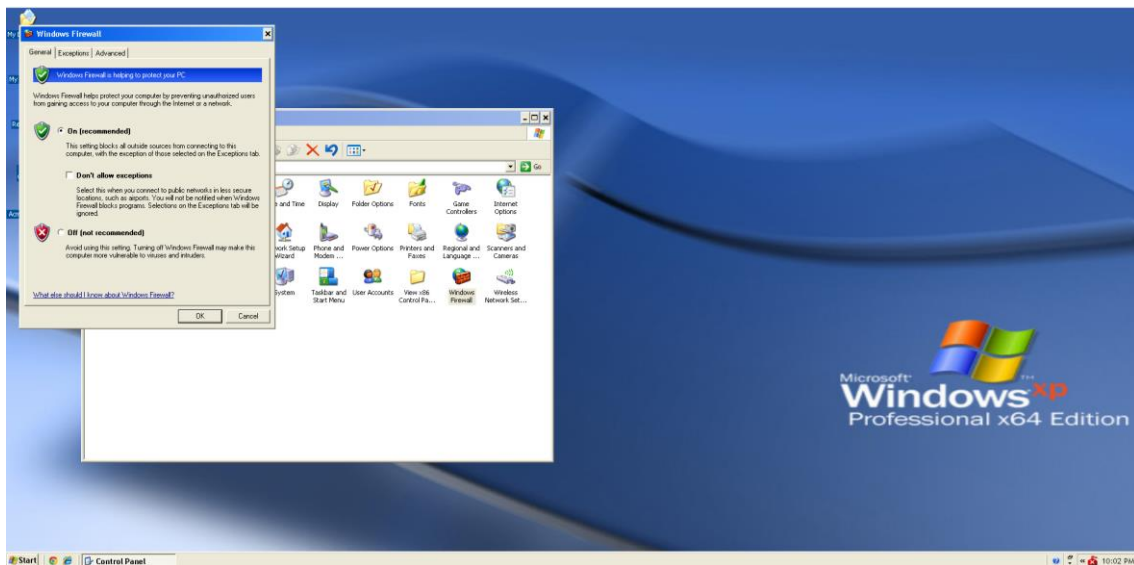 Windows Firewall
General Exceptions Advanced
Windows Firewall is helping to protect your PC
Windows Firewall helps protect your computer by preventing unauthorized users
from gaining access to your computer through the Internet or a network.
On (recommended)
This setting blocks all outside sources from connecting to this
computer, with the exception of those selected on the Exceptions tab.
Don't allow exceptions
Select this when you connect to public networks in less secure
locations, such as airports. You will not be notified when Windows
Firewall blocks programs. Selections on the Exceptions tab will be
ignored.
Off (not recommended)
Avoid using this setting. Turning off Windows Firewall may make this
computer more vulnerable to viruses and intruders.
What else should I know about Windows Firewall?
OK Cancel
Go
and Time Display Folder Options Fonts Game Internet
Controllers Options
Setup Phone and Power Options Printers and Regional and Scanners and
Wizard Modem ... Faxes Language ... Cameras
System Taskbar and User Accounts View x86 Windows Wireless
Start Menu Control Pa... Firewall Network Set...
Microsoft
Windows xp
TM
Professional x64 Edition
Start Control Panel 10:02 PM